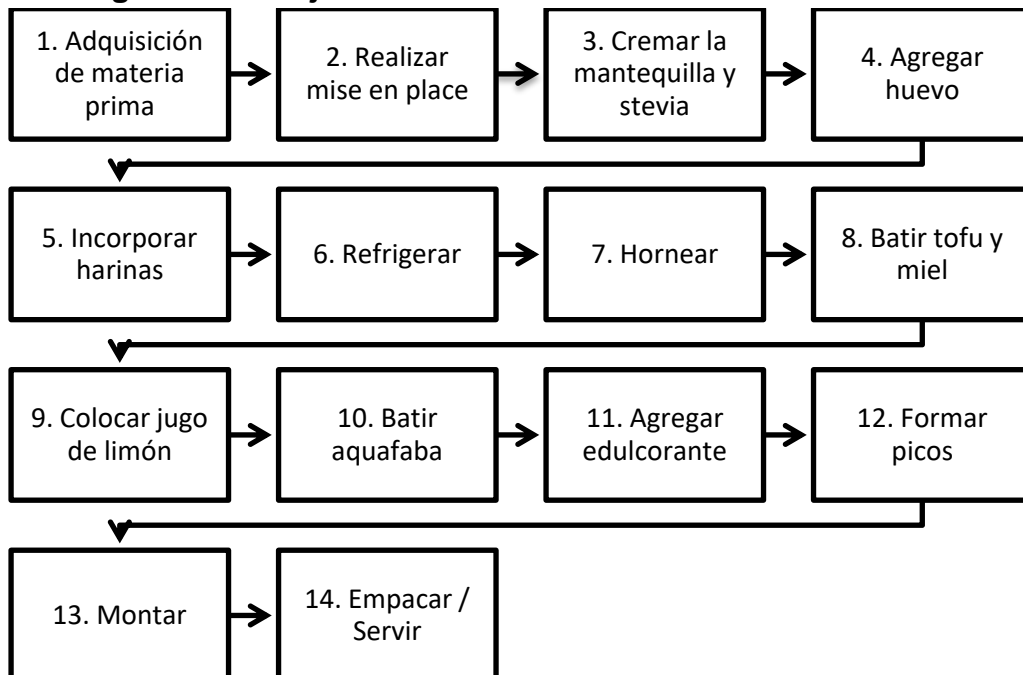 1. Adquisición
de materia
prima
2. Realizar
mise en place
3. Cremar la
mantequilla y
stevia
4. Agregar
huevo
5. Incorporar
harinas
6. Refrigerar
7. Hornear
8. Batir tofu y
miel
9. Colocar jugo
de limón
10. Batir
aquafaba
11. Agregar
edulcorante
12. Formar
picos
13. Montar
14. Empacar /
Servir